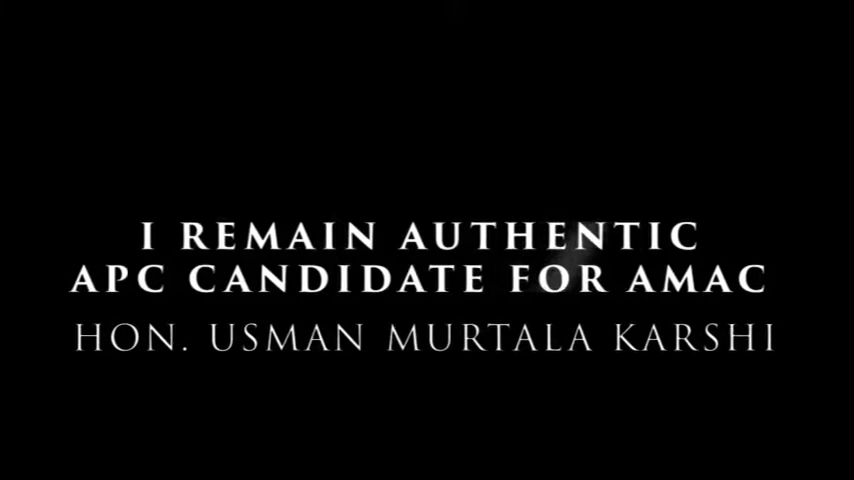 I REMAIN AUTHENTIC
APC CANDIDATE FOR AMAC
HON. USMAN MURTALA KARSHI